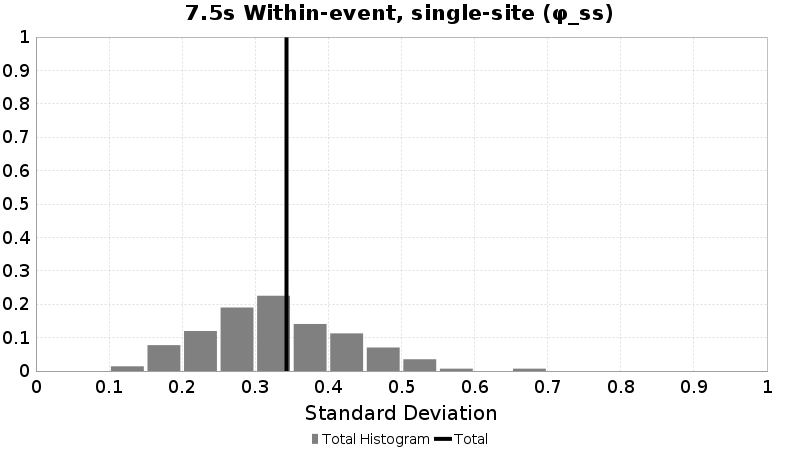 7.5s Within-event, single-site (φ_ss)
1
0.9
0.8
0.7
0.6
0.5
0.4
0.3
0.2
0.1
0
0 0.1 0.2 0.3 0.4 0.5 0.6 0.7 0.8 0.9 1
Standard Deviation
Total Histogram Total